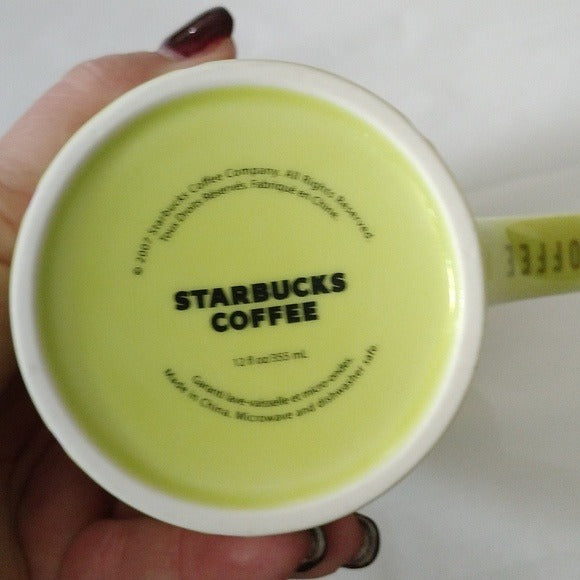 © 2007 Starbucks Coffee Company. All Rights Reserved.
Tous Droits Réservés. Fabriqué en Chine.
STARBUCKS
COFFEE
12 fl oz/355 mL
Garanti lave-vaisselle et micro-ondes.
Made in China. Microwave and dishwasher safe.
COFFEE